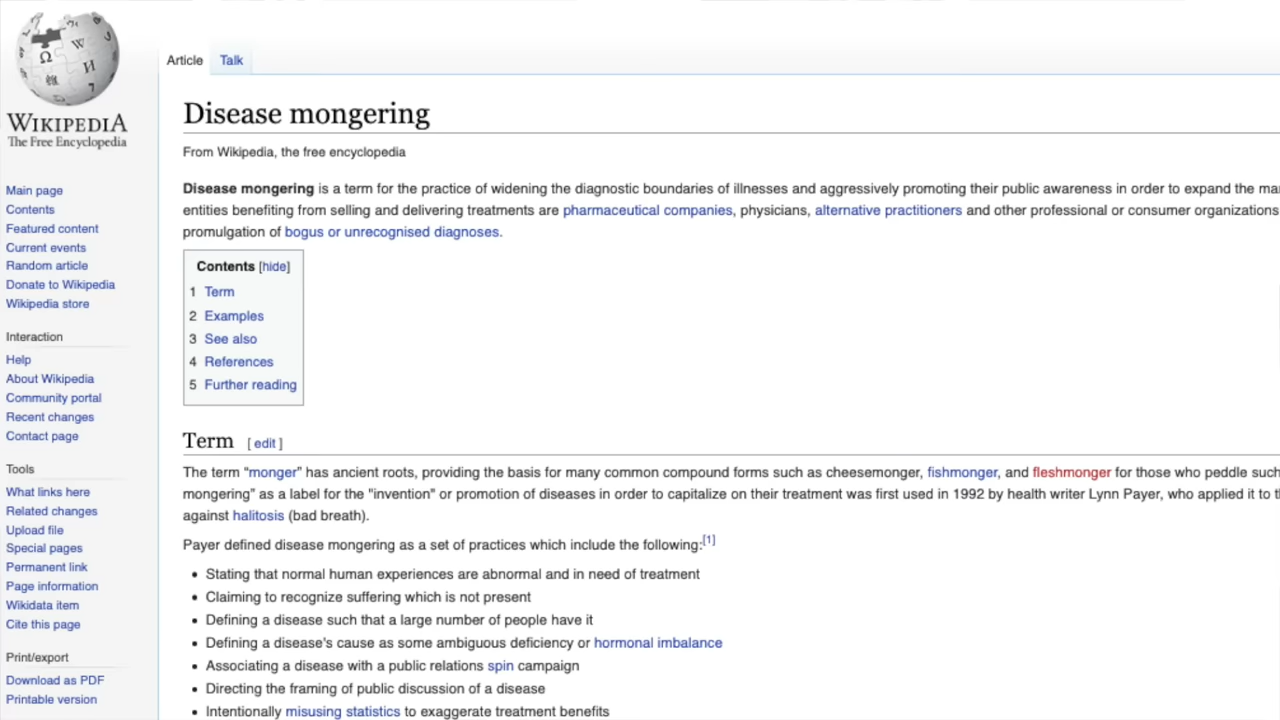 WIKIPEDIA
The Free Encyclopedia
Main page
Contents
Featured content
Current events
Random article
Donate to Wikipedia
Wikipedia store
Interaction
Help
About Wikipedia
Community portal
Recent changes
Contact page
Tools
What links here
Related changes
Upload file
Special pages
Permanent link
Page information
Wikidata item
Cite this page
Print/export
Download as PDF
Printable version
Article Talk
Disease mongering
From Wikipedia, the free encyclopedia
Disease mongering is a term for the practice of widening the diagnostic boundaries of illnesses and aggressively promoting their public awareness in order to expand the
entities benefiting from selling and delivering treatments are pharmaceutical companies, physicians, alternative practitioners and other professional or consumer organizations
promulgation of bogus or unrecognised diagnoses.
Contents [hide]
1 Term
2 Examples
3 See also
4 References
5 Further reading
Term [ edit ]
The term “monger” has ancient roots, providing the basis for many common compound forms such as cheesemonger, fishmonger, and fleshmonger for those who peddle such
mongering” as a label for the "invention" or promotion of diseases in order to capitalize on their treatment was first used in 1992 by health writer Lynn Payer, who applied it to
against halitosis (bad breath).
Payer defined disease mongering as a set of practices which include the following:[1]
• Stating that normal human experiences are abnormal and in need of treatment
• Claiming to recognize suffering which is not present
• Defining a disease such that a large number of people have it
• Defining a disease's cause as some ambiguous deficiency or hormonal imbalance
• Associating a disease with a public relations spin campaign
• Directing the framing of public discussion of a disease
• Intentionally misusing statistics to exaggerate treatment benefits